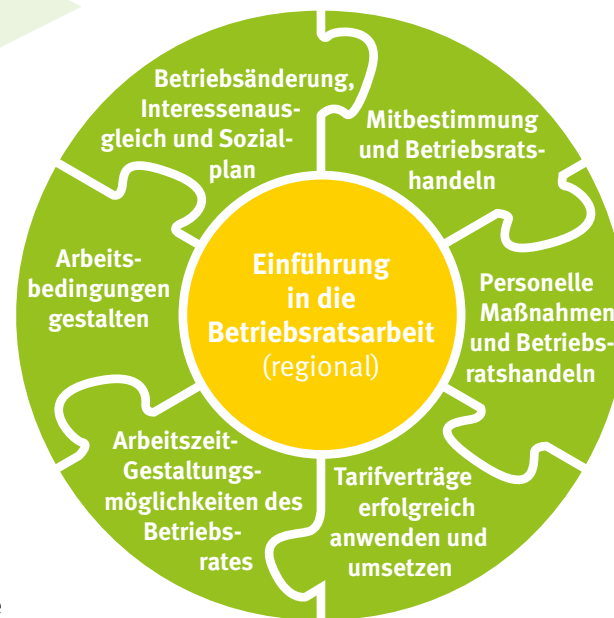 Betriebsänderung,
Interessenaus-
gleich und Sozial-
plan
Mitbestimmung
und Betriebsrats-
handeln
Personelle
Maßnahmen
und Betriebs-
ratshandeln
Tarifverträge
erfolgreich
anwenden und
umsetzen
Arbeitszeit-
Gestaltungs-
möglichkeiten des
Betriebs-
rates
Arbeits-
bedingungen
gestalten
Einführung
in die
Betriebsratsarbeit
(regional)